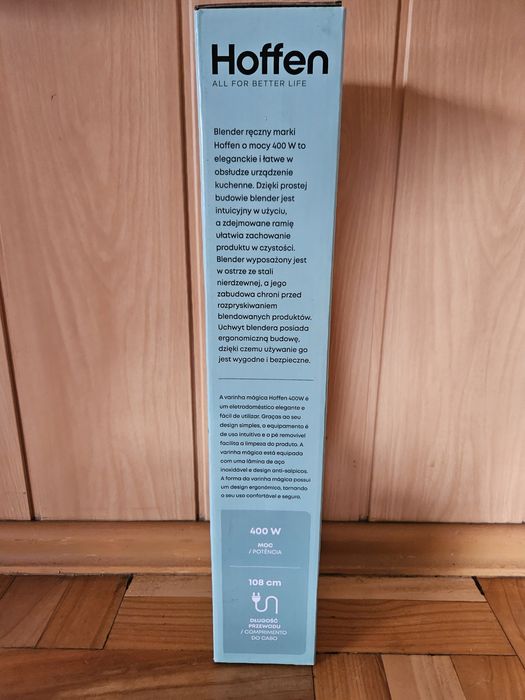 Hoffen
ALL FOR BETTER LIFE
Blender ręczny marki
Hoffen o mocy 400 W to
eleganckie i łatwe w
obsłudze urządzenie
kuchenne. Dzięki prostej
budowie blender jest
intuicyjny w użyciu,
a zdejmowane ramię
ułatwia zachowanie
produktu w czystości.
Blender wyposażony jest
w ostrze ze stali
nierdzewnej, a jego
zabudowa chroni przed
rozpryskiwaniem
blendowanych produktów.
Uchwyt blendera posiada
ergonomiczną budowę,
dzięki czemu używanie go
jest wygodne i bezpieczne.
A varinha mágica Hoffen 400W é
um eletrodoméstico elegante e
fácil de utilizar. Graças ao seu
design simples, o equipamento é
de uso intuitivo e o pé removível
facilita a limpeza do produto. A
varinha mágica está equipada
com uma lâmina de aço
inoxidável e design anti-salpicos.
A forma da varinha mágica possui
um design ergonómico, tornando
o seu uso confortável e seguro.
400 W
MOC
/ POTÊNCIA
108 cm
DŁUGOŚĆ
PRZEWODU
/ COMPRIMENTO
DO CABO